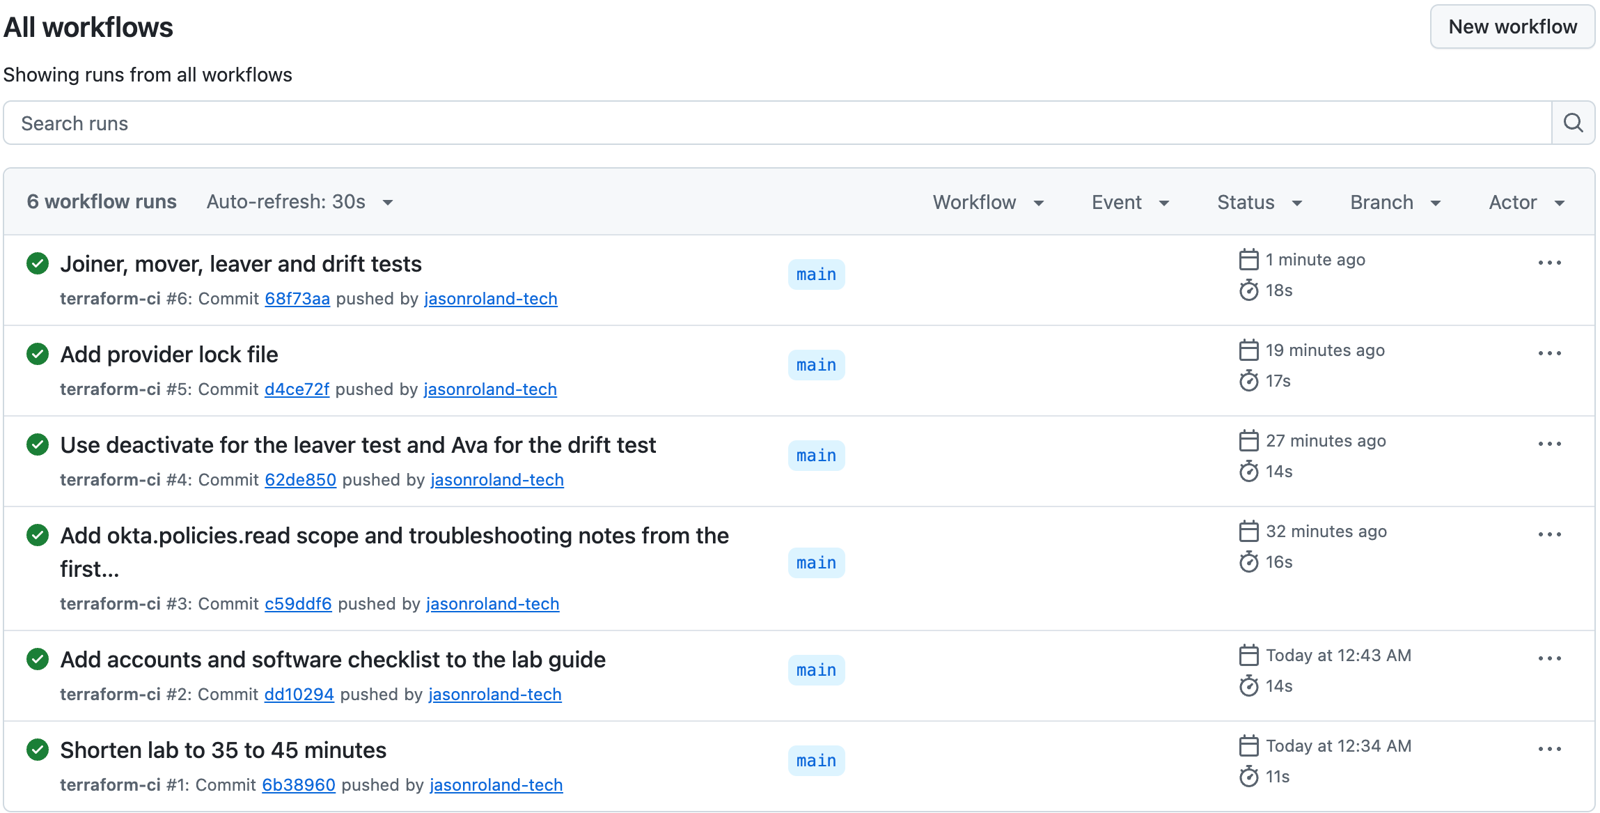 All workflows
New workflow
Showing runs from all workflows
Search runs
6 workflow runs Auto-refresh: 30s Workflow Event Status Branch Actor
Joiner, mover, leaver and drift tests
terraform-ci #6: Commit 68f73aa pushed by jasonroland-tech
main
1 minute ago
18s
Add provider lock file
terraform-ci #5: Commit d4ce72f pushed by jasonroland-tech
main
19 minutes ago
17s
Use deactivate for the leaver test and Ava for the drift test
terraform-ci #4: Commit 62de850 pushed by jasonroland-tech
main
27 minutes ago
14s
Add okta.policies.read scope and troubleshooting notes from the
first...
terraform-ci #3: Commit c59ddf6 pushed by jasonroland-tech
main
32 minutes ago
16s
Add accounts and software checklist to the lab guide
terraform-ci #2: Commit dd10294 pushed by jasonroland-tech
main
Today at 12:43 AM
14s
Shorten lab to 35 to 45 minutes
terraform-ci #1: Commit 6b38960 pushed by jasonroland-tech
main
Today at 12:34 AM
11s